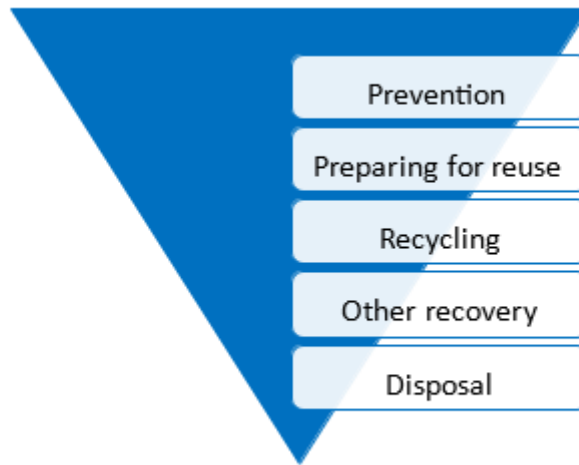 Prevention
Preparing for reuse
Recycling
Other recovery
Disposal